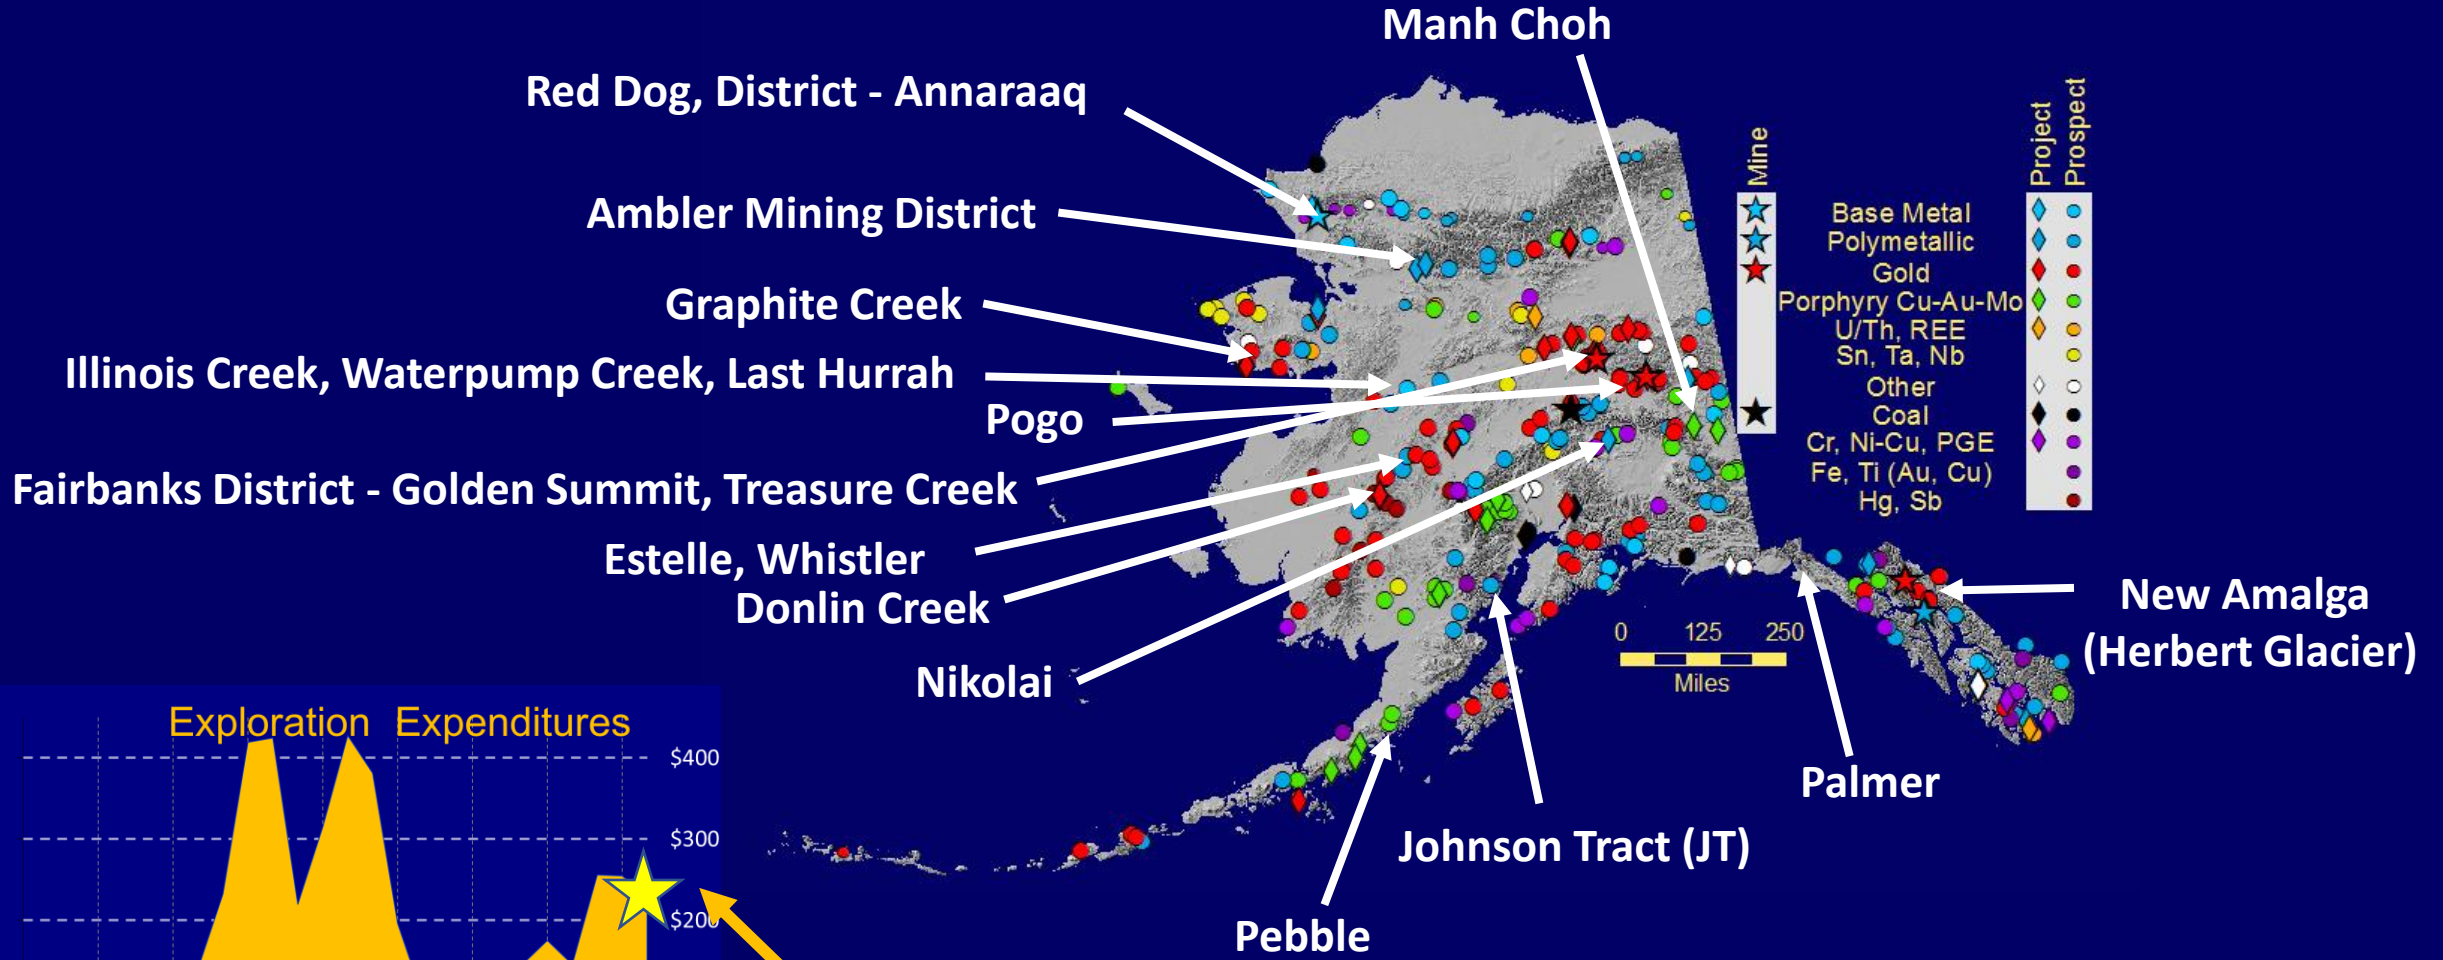 Manh Choh
Red Dog, District - Annaraaq
Ambler Mining District
Graphite Creek
Illinois Creek, Waterpump Creek, Last Hurrah
Pogo
Fairbanks District - Golden Summit, Treasure Creek
Estelle, Whistler
Donlin Creek
Nikolai
Mine
Project
Prospect
Base Metal
Polymetallic
Gold
Porphyry Cu-Au-Mo
U/Th, REE
Sn, Ta, Nb
Other
Coal
Cr, Ni-Cu, PGE
Fe, Ti (Au, Cu)
Hg, Sb
New Amalga
(Herbert Glacier)
0 125 250
Miles
Palmer
Johnson Tract (JT)
Pebble
Exploration Expenditures
$400
$300
$200